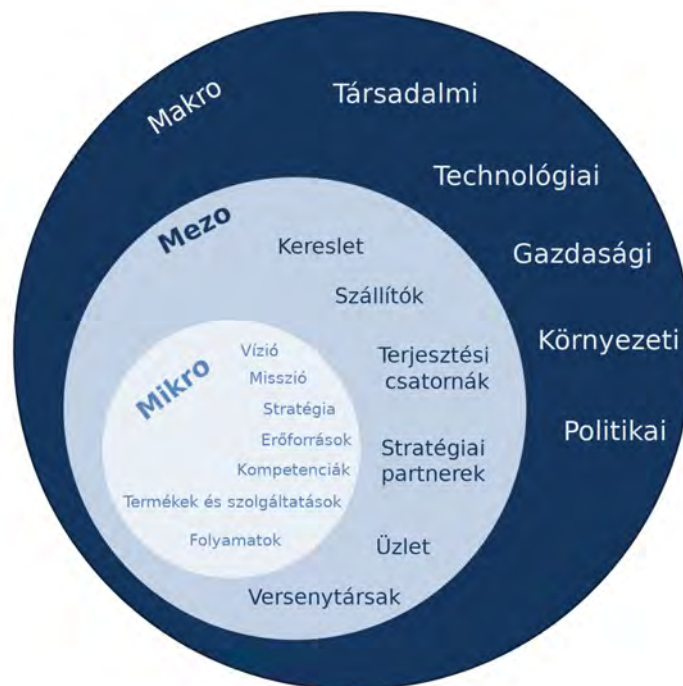 Makro
Társadalmi
Technológiai
Gazdasági
Környezeti
Politikai
Mezo
Kereslet
Szállítók
Terjesztési
csatornák
Stratégiai
partnerek
Üzlet
Versenytársak
Mikro
Vízió
Misszió
Stratégia
Erőforrások
Kompetenciák
Termékek és szolgáltatások
Folyamatok